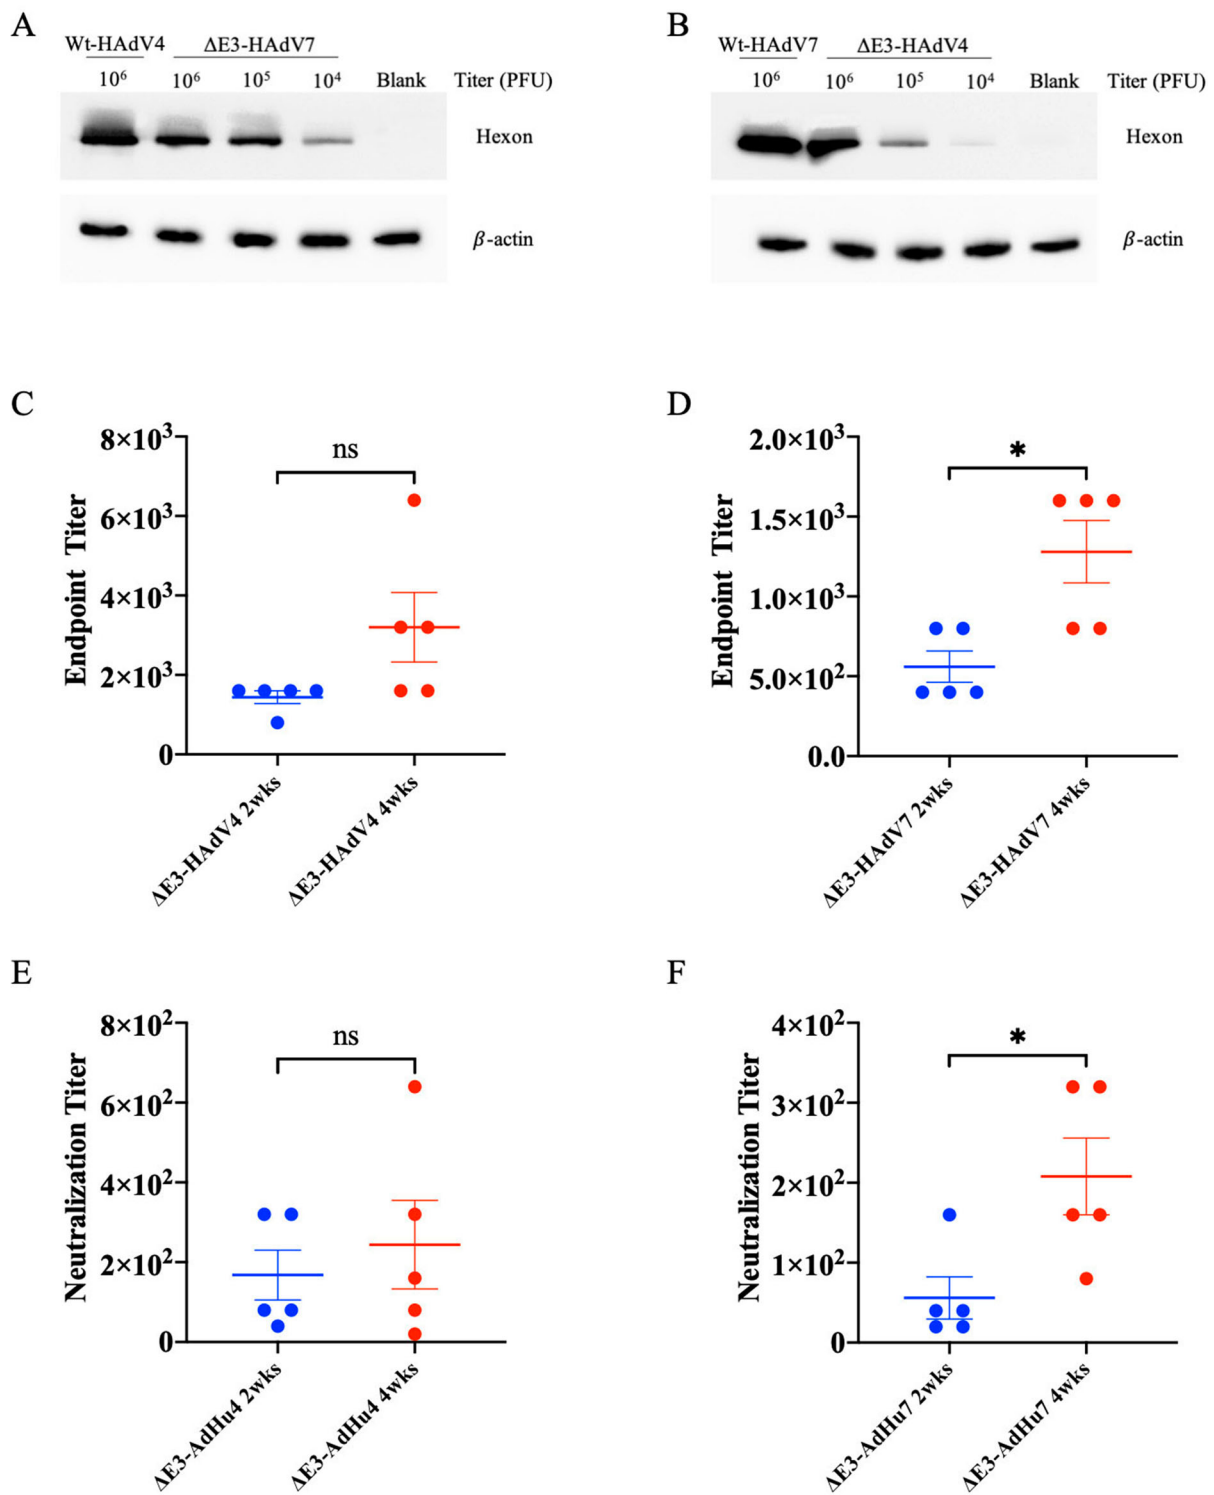 A
Wt-HAdV4 ΔE3-HAdV7
10⁶ 10⁶ 10⁵ 10⁴ Blank Titer (PFU)
Hexon
β-actin
B
Wt-HAdV7 ΔE3-HAdV4
10⁶ 10⁶ 10⁵ 10⁴ Blank Titer (PFU)
Hexon
β-actin
C
Endpoint Titer
8×10³
6×10³
4×10³
2×10³
0
ns
ΔE3-HAdV4 2wks
ΔE3-HAdV4 4wks
D
Endpoint Titer
2.0×10³
1.5×10³
1.0×10³
5.0×10²
0.0
*
ΔE3-HAdV7 2wks
ΔE3-HAdV7 4wks
E
Neutralization Titer
8×10²
6×10²
4×10²
2×10²
0
ns
ΔE3-AdHu4 2wks
ΔE3-AdHu4 4wks
F
Neutralization Titer
4×10²
3×10²
2×10²
1×10²
0
*
ΔE3-AdHu7 2wks
ΔE3-AdHu7 4wks